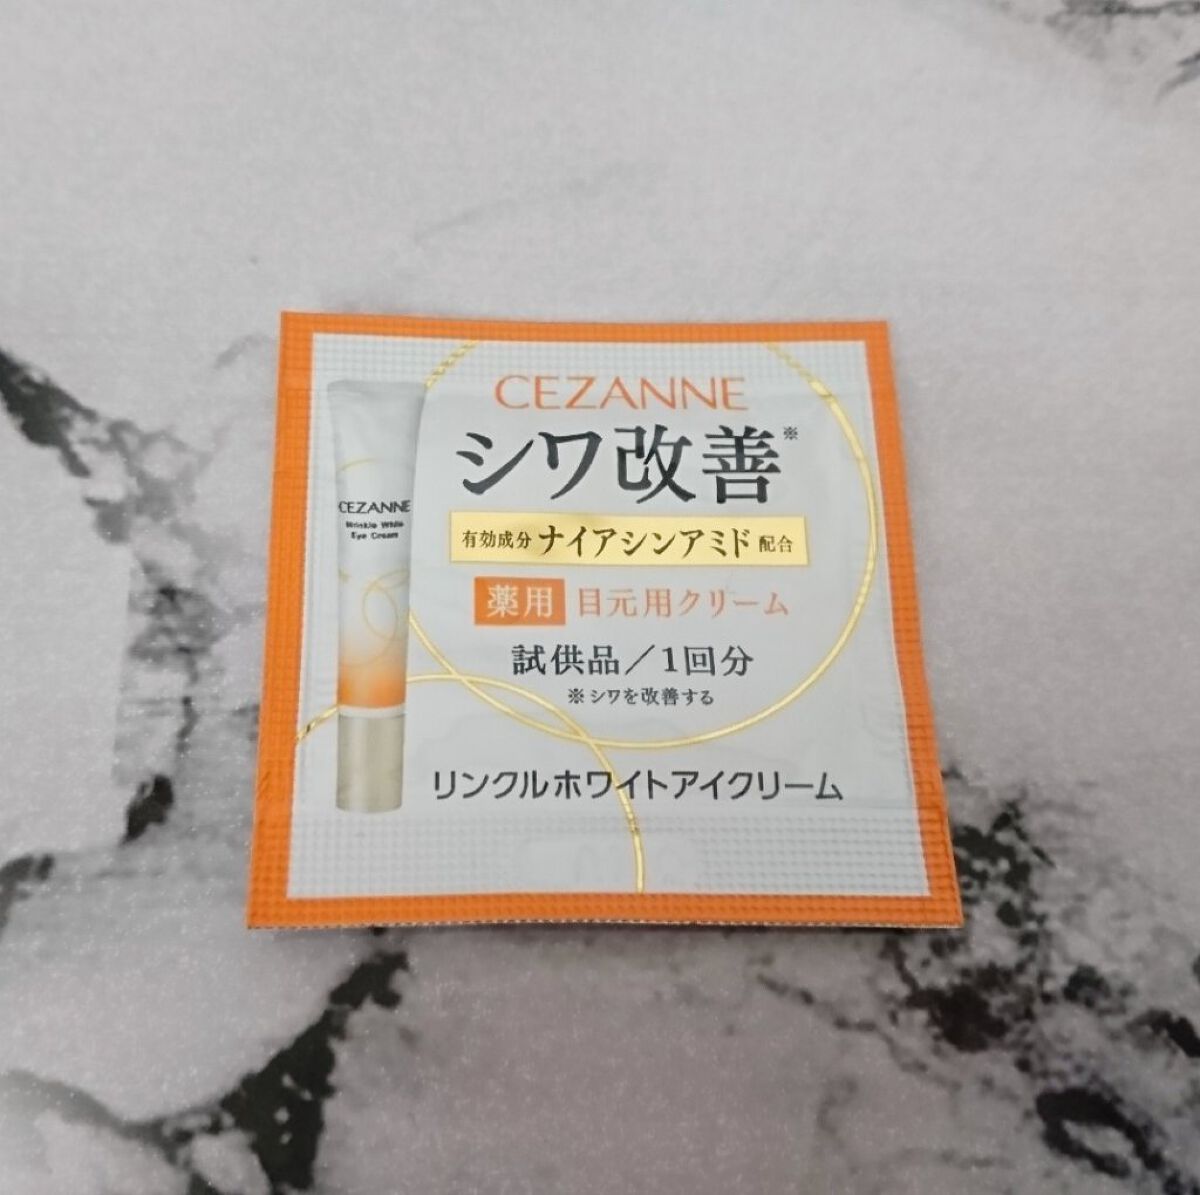 CEZANNE
シワ改善※
有効成分 ナイアシンアミド 配合
薬用 目元用クリーム
試供品／1回分
※シワを改善する
リンクルホワイトアイクリーム
CEZANNE
Wrinkle White
Eye Cream